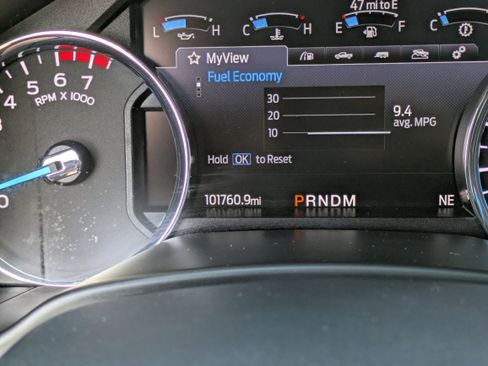 47 mi to E
L H C H E F C
MyView
Fuel Economy
30
20
10
9.4
avg. MPG
Hold OK to Reset
4 5 6 7
RPM X 1000
0
101760.9mi PRNDM NE